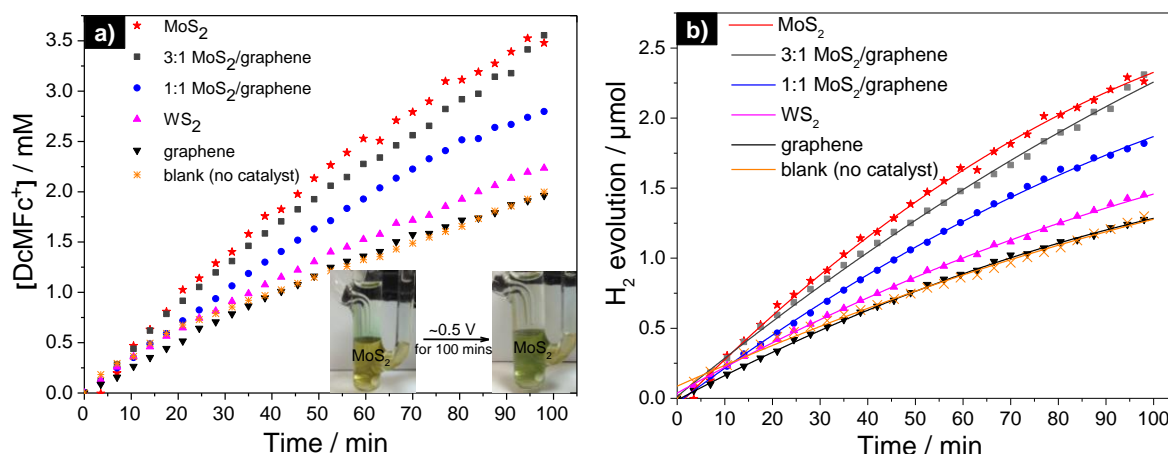 a)
MoS₂
3:1 MoS₂/graphene
1:1 MoS₂/graphene
WS₂
graphene
blank (no catalyst)
[DcMFc⁺] / mM
3.5
3.0
2.5
2.0
1.5
1.0
0.5
0.0
MoS₂
~0.5 V
for 100 mins
MoS₂
0 10 20 30 40 50 60 70 80 90 100
Time / min
b)
MoS₂
3:1 MoS₂/graphene
1:1 MoS₂/graphene
WS₂
graphene
blank (no catalyst)
H₂ evolution / µmol
2.5
2.0
1.5
1.0
0.5
0.0
0 10 20 30 40 50 60 70 80 90 100
Time / min